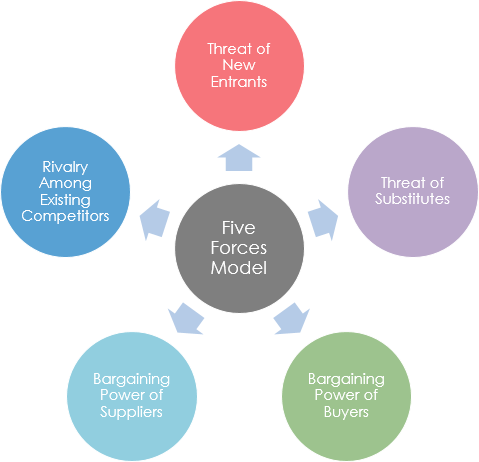 Threat of
New
Entrants
Rivalry
Among
Existing
Competitors
Threat of
Substitutes
Five
Forces
Model
Bargaining
Power of
Suppliers
Bargaining
Power of
Buyers